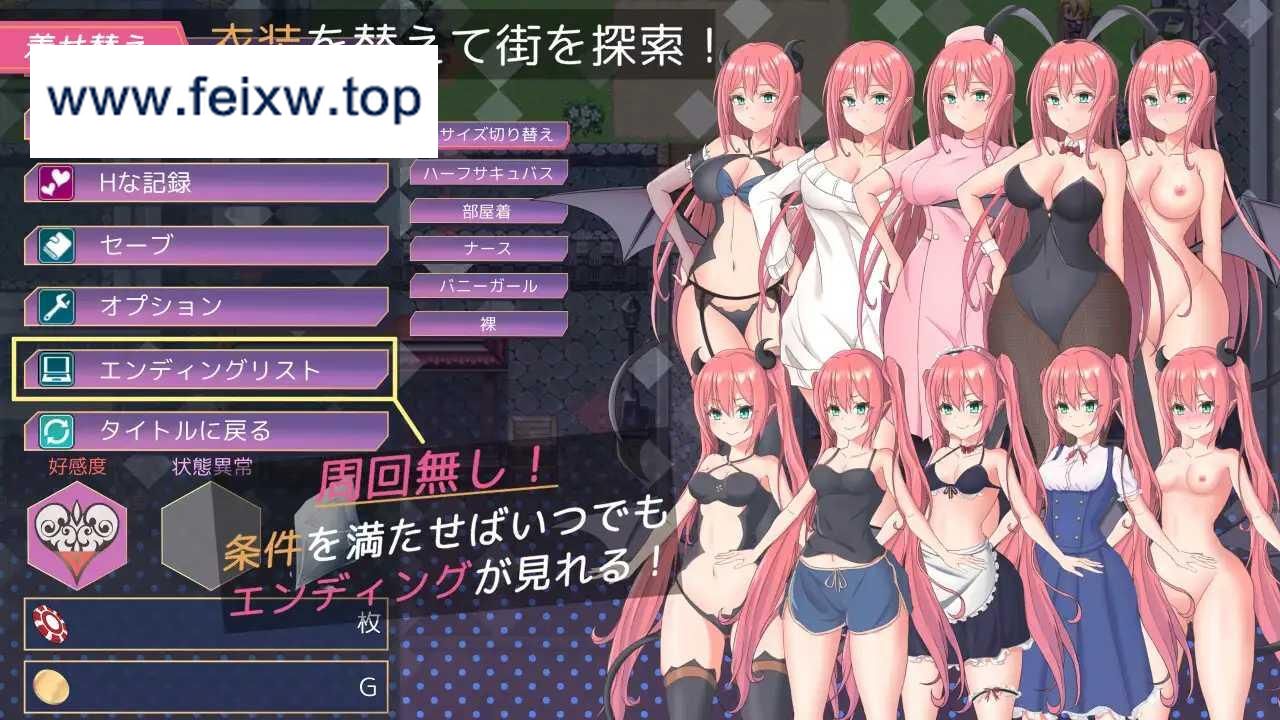 着せ替え
衣装を替えて街を探索！
www.feixw.top
サイズ切り替え
Hな記録
ハーフサキュバス
部屋着
セーブ
ナース
バニーガール
オプション
裸
エンディングリスト
タイトルに戻る
好感度
状態異常
周回無し！
条件を満たせばいつでも
エンディングが見れる！
枚
G